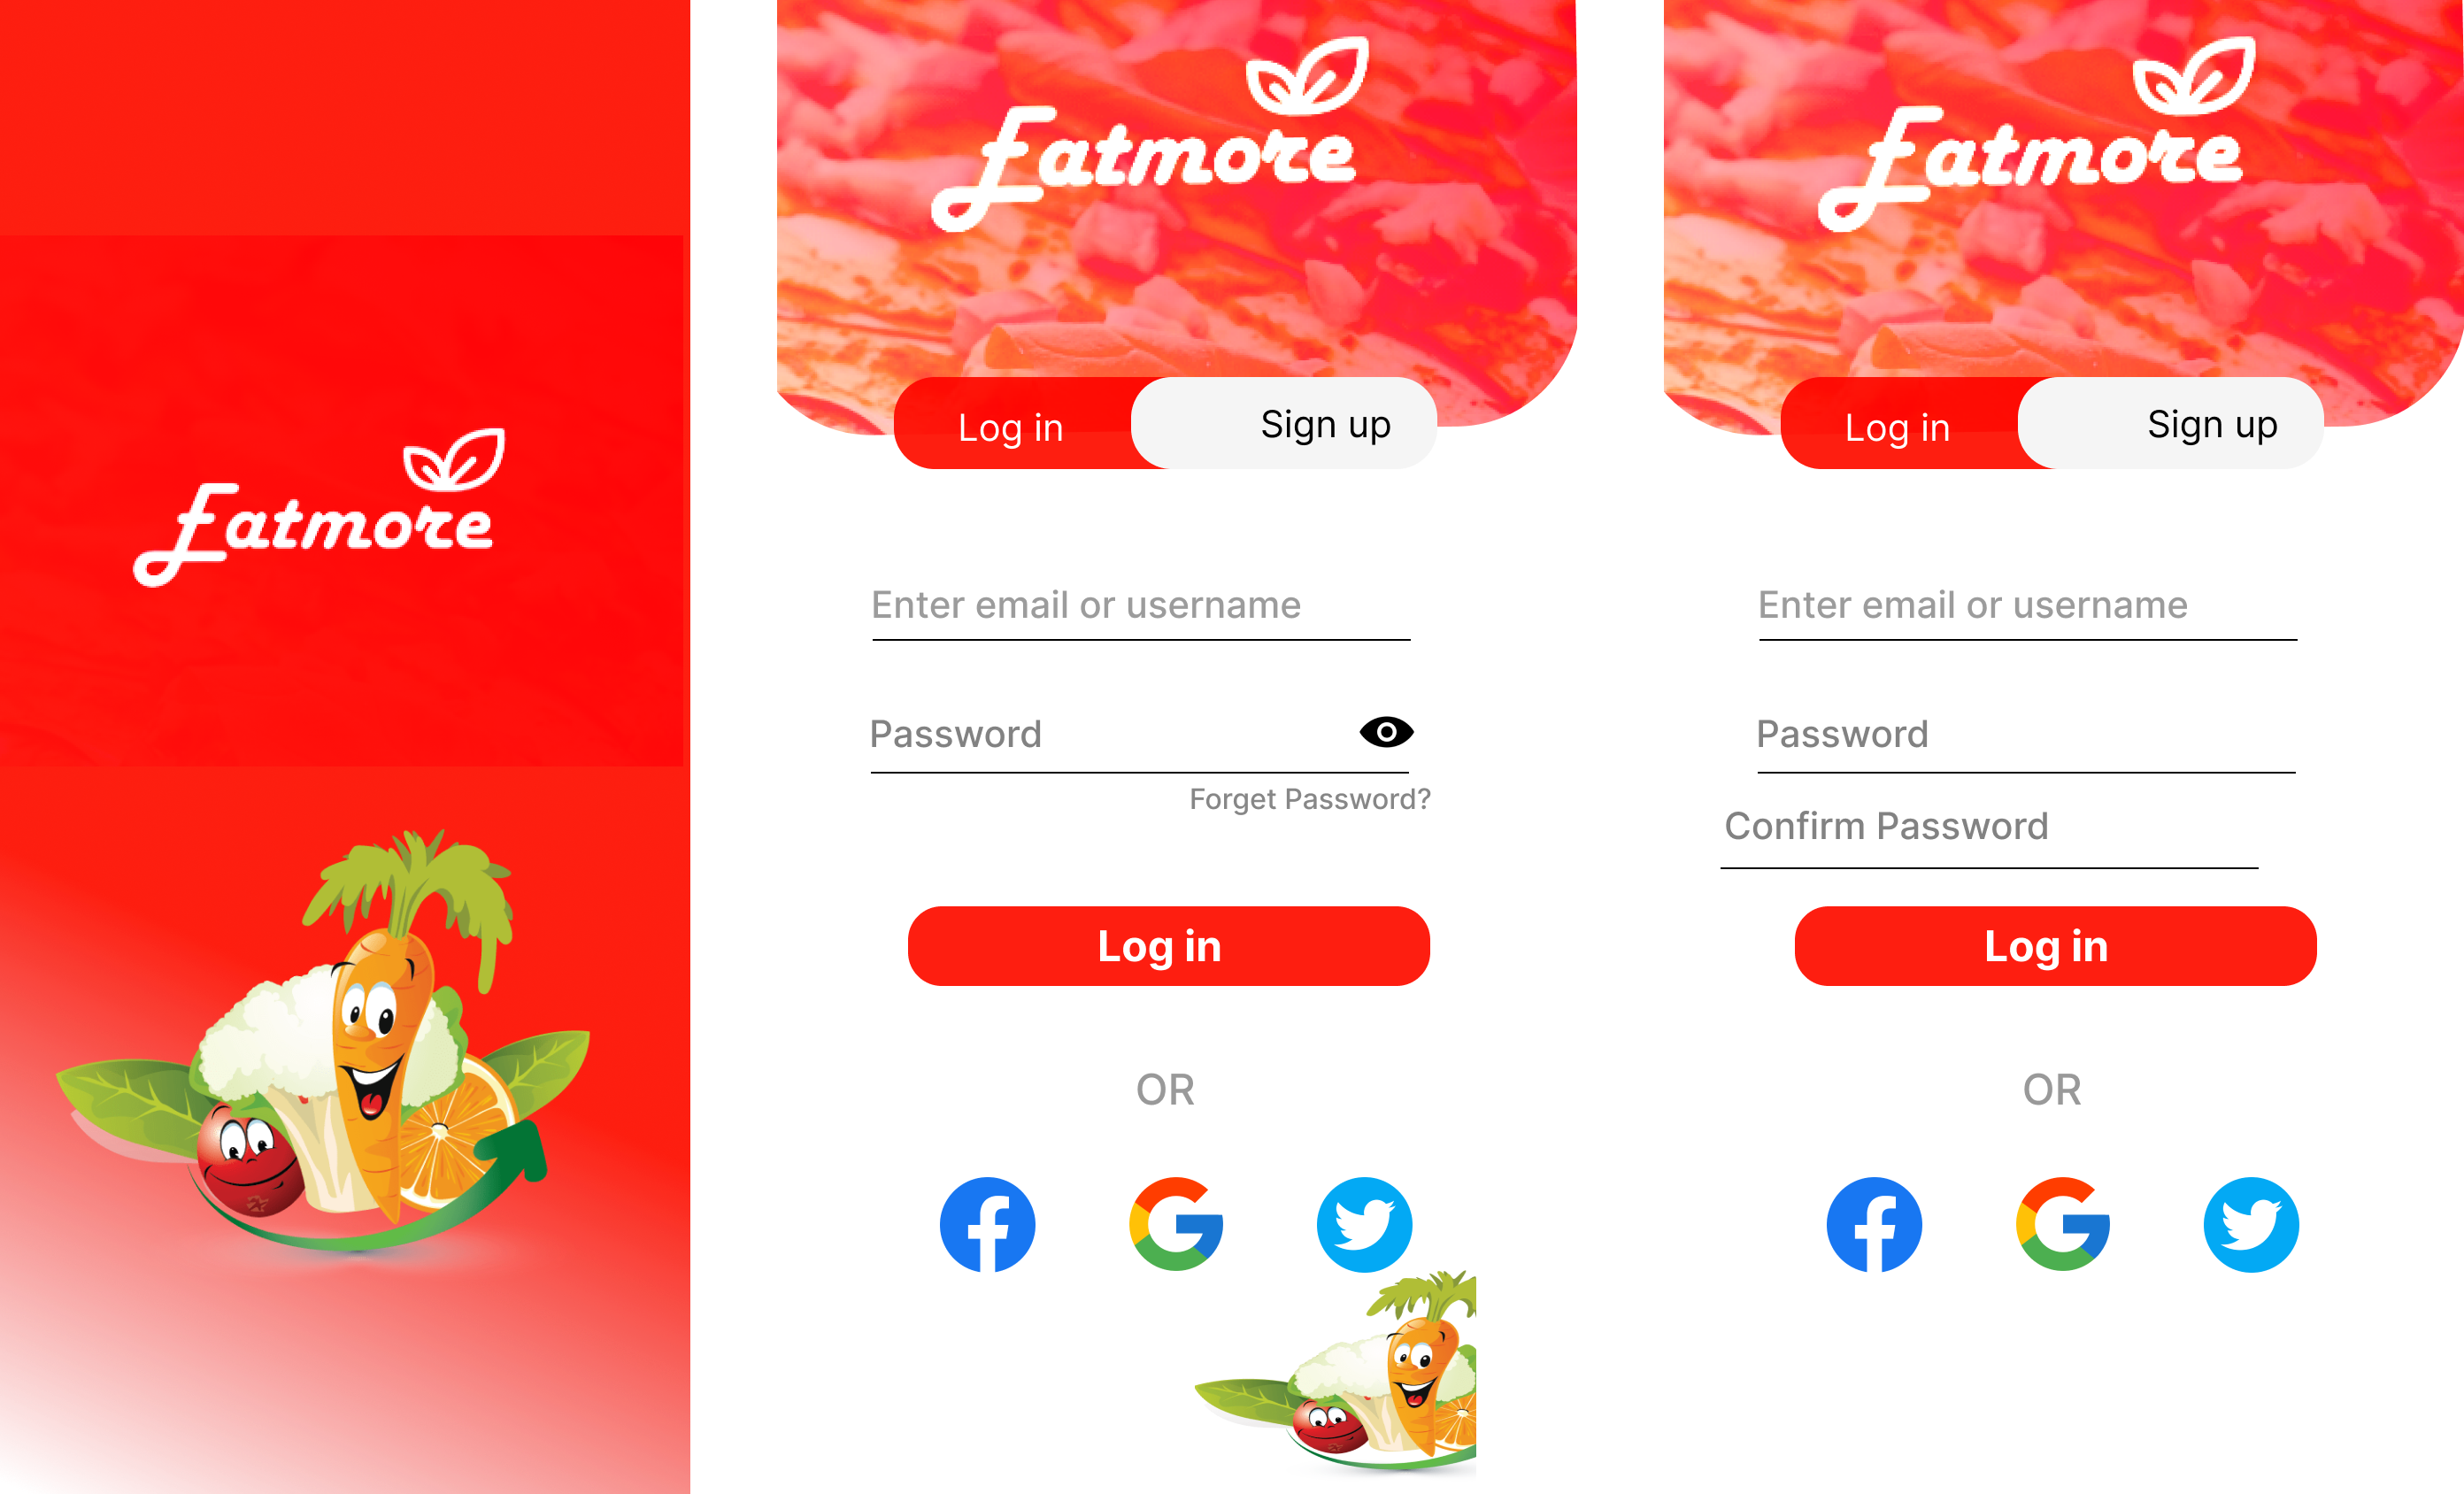 Eatmore
Eatmore
Log in
Sign up
Enter email or username
Password
Forget Password?
Log in
OR
Eatmore
Log in
Sign up
Enter email or username
Password
Confirm Password
Log in
OR